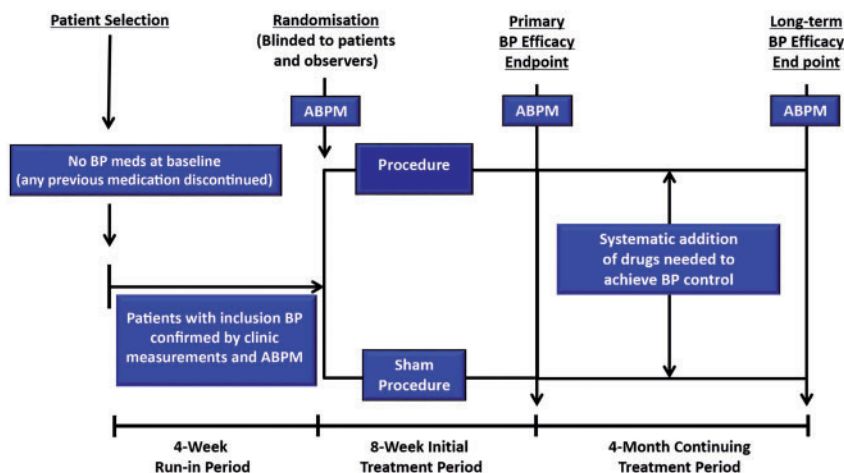 Patient Selection
Randomisation
(Blinded to patients
and observers)
Primary
BP Efficacy
Endpoint
Long-term
BP Efficacy
End point
ABPM
ABPM
ABPM
No BP meds at baseline
(any previous medication discontinued)
Procedure
Systematic addition
of drugs needed to
achieve BP control
Patients with inclusion BP
confirmed by clinic
measurements and ABPM
Sham
Procedure
4-Week
Run-in Period
8-Week Initial
Treatment Period
4-Month Continuing
Treatment Period